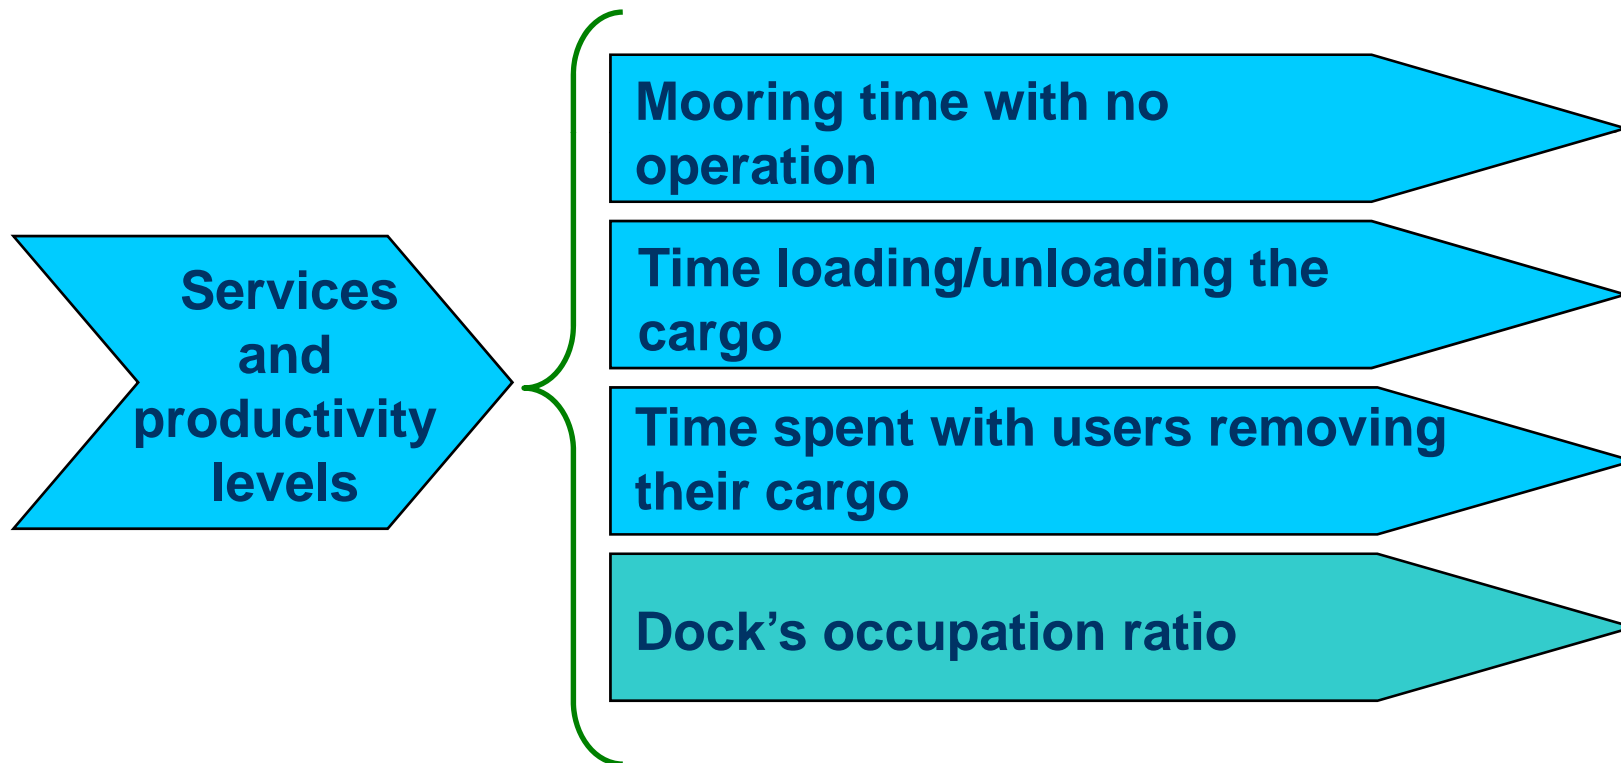 Services
and
productivity
levels
Mooring time with no
operation
Time loading/unloading the
cargo
Time spent with users removing
their cargo
Dock’s occupation ratio